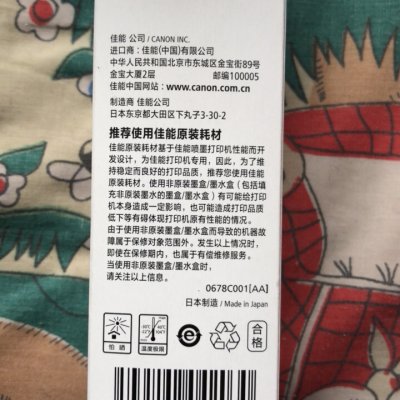 佳能 公司 / CANON INC.
进口商：佳能(中国)有限公司
中华人民共和国北京市东城区金宝街89号
金宝大厦2层 邮编100005
佳能中国网站：www.canon.com.cn
制造商 佳能公司
日本东京都大田区下丸子3-30-2
推荐使用佳能原装耗材
佳能原装耗材基于佳能喷墨打印机性能而开
发设计，为佳能打印机专用，因此，为了维
持稳定而良好的打印品质，推荐您使用佳能
原装耗材。使用非原装墨盒/墨水盒（包括填
充非原装墨水的墨盒/墨水盒）有可能给打印
机本身造成一定影响，也可能造成打印品质
低下等有碍体现打印机原有性能的情况。
由于使用非原装墨盒/墨水盒而导致的机器故
障属于保修对象范围外。发生以上情况时，
即使在保修期内，也属于有偿维修服务。
当使用非原装墨盒/墨水盒时，
请关注以上信息。
0678C001[AA]
日本制造 / Made in Japan
怕 晒
温度极限
合格